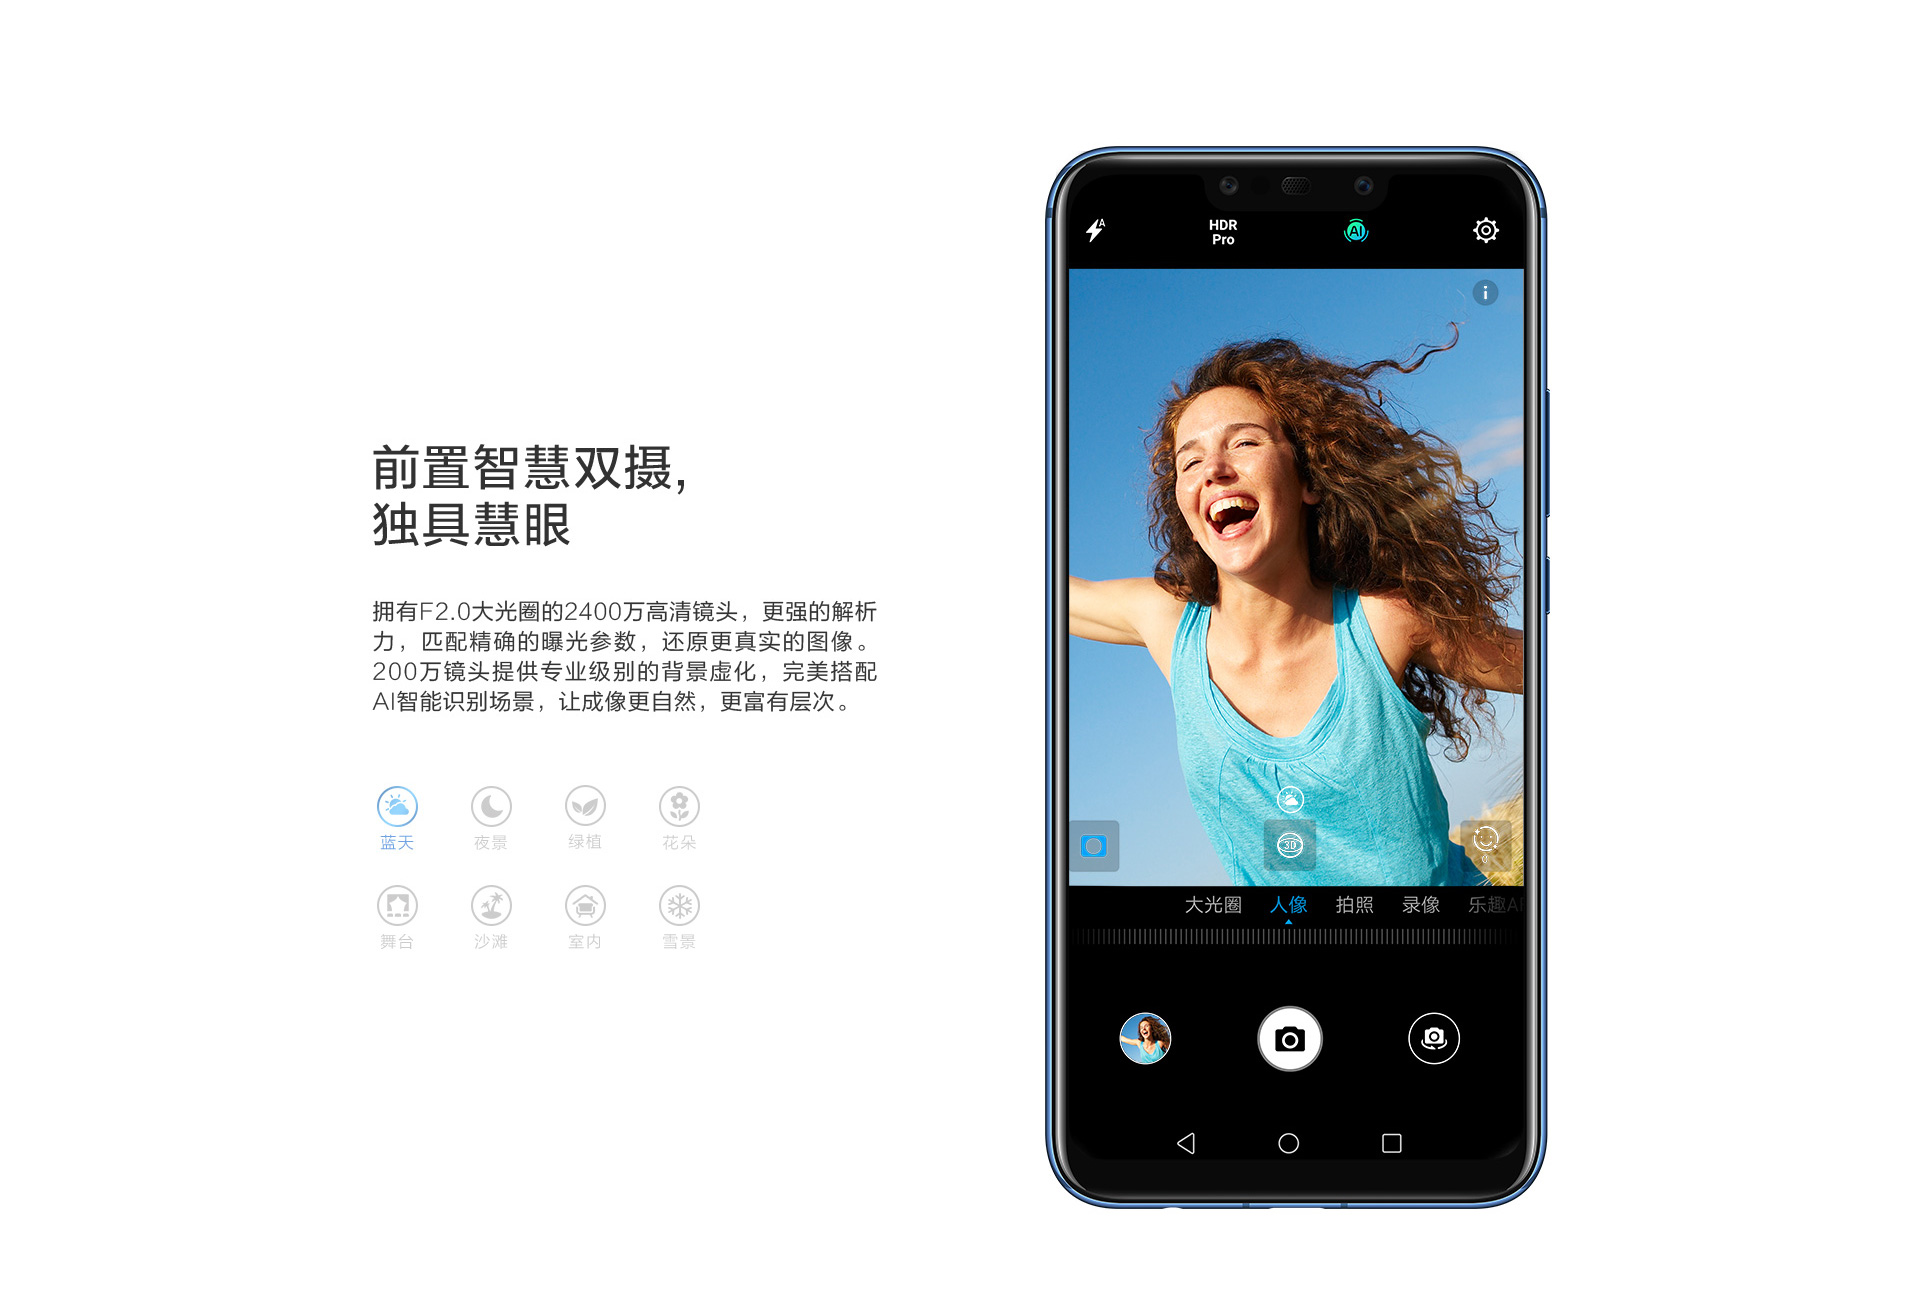 前置智慧双摄,
独具慧眼
拥有F2.0大光圈的2400万高清镜头，更强的解析
力，匹配精确的曝光参数，还原更真实的图像。
200万镜头提供专业级别的背景虚化，完美搭配
AI智能识别场景，让成像更自然，更富有层次。
蓝天 夜景 绿植 花朵
舞台 沙滩 室内 雪景
A
HDR
Pro
AI
i
3D
大光圈 人像 拍照 录像 乐趣AR